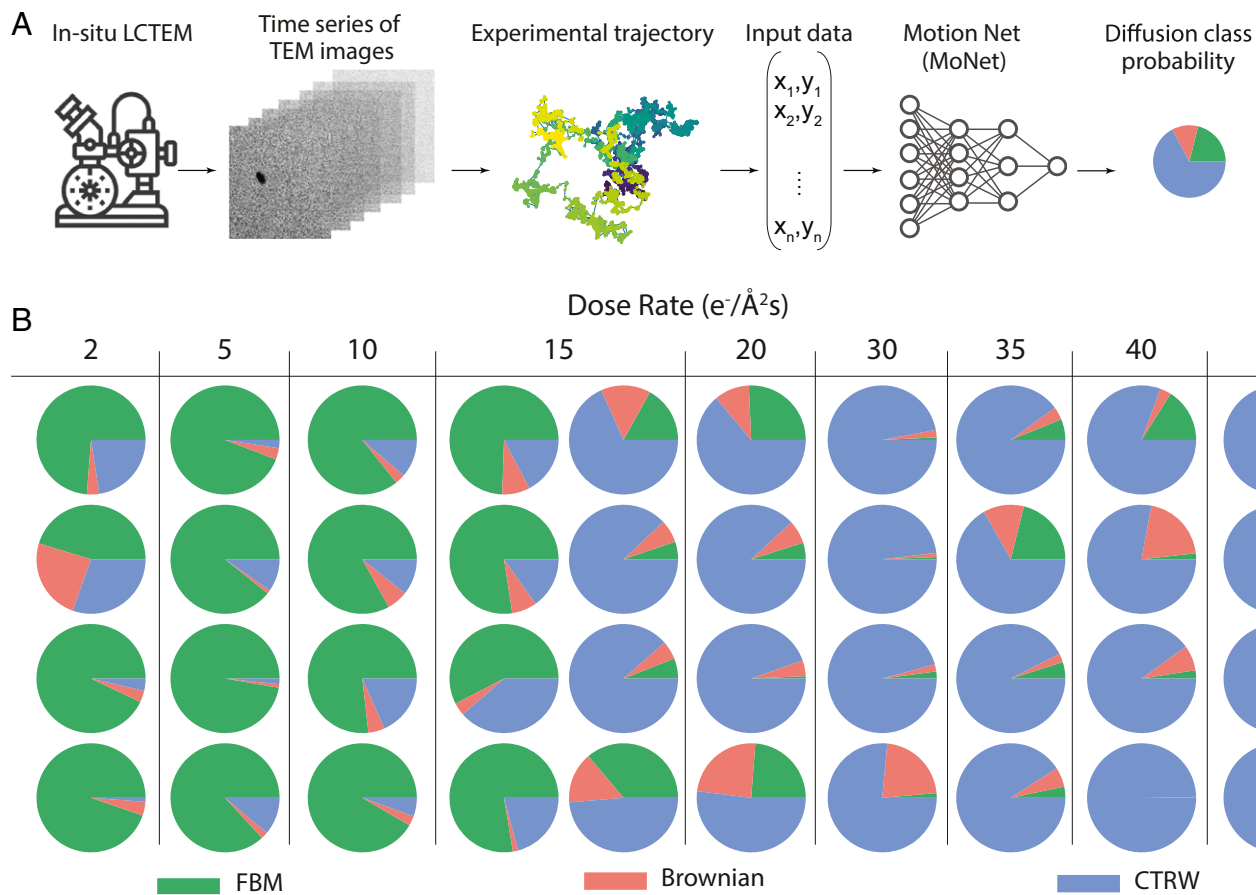 A
In-situ LCTEM
Time series of
TEM images
Experimental trajectory
Input data
Motion Net
(MoNet)
Diffusion class
probability
x₁,y₁
x₂,y₂
⋮
xₙ,yₙ
B
Dose Rate (e⁻/Å²s)
2 5 10 15 20 30 35 40
FBM Brownian CTRW